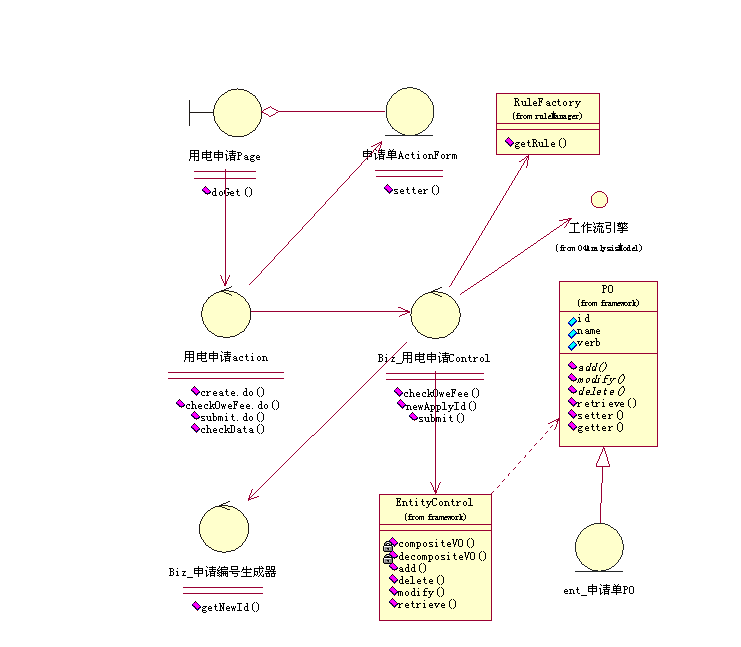 RuleFactory
(from ruleManager)
getRule()
用电申请Page
doGet()
申请单ActionForm
setter()
工作流引擎
(from 04AnalysisModel)
PO
(from framework)
id
name
verb
add()
modify()
delete()
retrieve()
setter()
getter()
用电申请action
create.do()
checkOweFee.do()
submit.do()
checkData()
Biz_用电申请Control
checkOweFee()
newApplyId()
submit()
EntityControl
(from framework)
compositeVO()
decompositeVO()
add()
delete()
modify()
retrieve()
Biz_申请编号生成器
getNewId()
ent_申请单PO